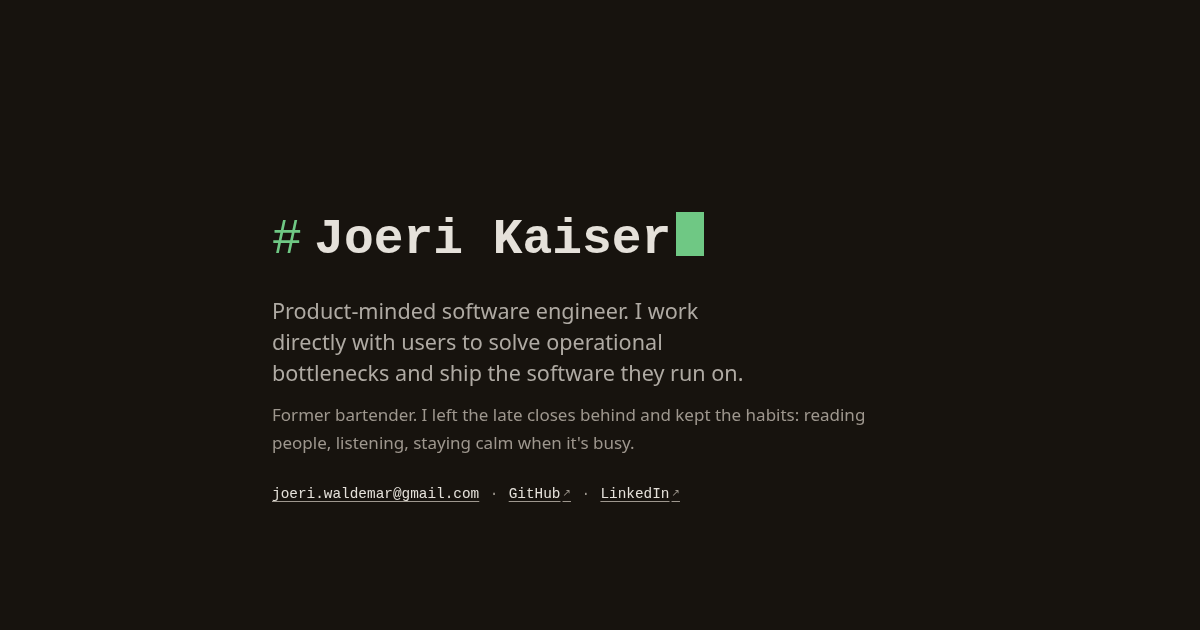 # Joeri Kaiser
Product-minded software engineer. I work
directly with users to solve operational
bottlenecks and ship the software they run on.
Former bartender. I left the late closes behind and kept the habits: reading
people, listening, staying calm when it's busy.
joeri.waldemar@gmail.com · GitHub↗ · LinkedIn↗